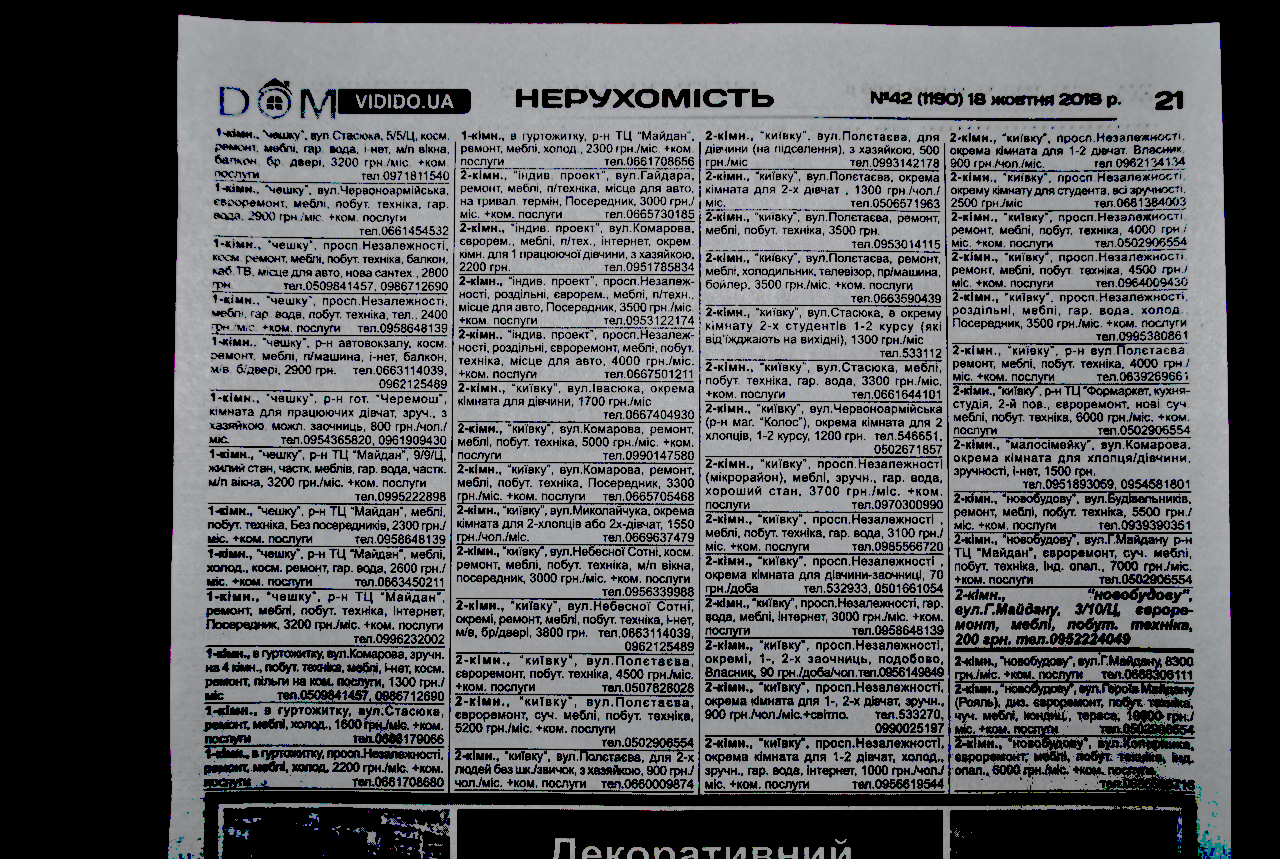 DOM VIDIDO.UA НЕРУХОМІСТЬ №42 (1190) 18 жовтня 2018 р. 21
1-кімн., "чешку", вул.Стасюка, 5/5/Ц, косм.
ремонт, меблі, гар. вода, і-нет, м/п вікна,
балкон, бр. двері, 3200 грн./міс. +ком.
послуги тел.0971811540
1-кімн., "чешку", вул.Червоноармійська,
євроремонт, меблі, побут. техніка, гар.
вода, 2900 грн./міс. +ком. послуги
тел.0661454532
1-кімн., "чешку", просп.Незалежності,
косм. ремонт, меблі, побут. техніка, балкон,
каб.ТВ, місце для авто, нова сантех., 2800
грн. тел.0509841457, 0986712690
1-кімн., "чешку", просп.Незалежності,
меблі, гар. вода, побут. техніка, тел., 2400
грн./міс. +ком. послуги тел.0958648139
1-кімн., "чешку", р-н автовокзалу, косм.
ремонт, меблі, п/машина, і-нет, балкон,
м/в, б/двері, 2900 грн. тел.0663114039,
0962125489
1-кімн., "чешку", р-н гот. "Черемош",
кімната для працюючих дівчат, зруч., з
хазяйкою, можл. заочниць, 800 грн./чол./
міс. тел.0954365820, 0961909430
1-кімн., "чешку", р-н ТЦ "Майдан", 9/9/Ц,
жилий стан, частк. меблів, гар. вода, частк.
м/п вікна, 3200 грн./міс. +ком. послуги
тел.0995222898
1-кімн., "чешку", р-н ТЦ "Майдан", меблі,
побут. техніка, Без посередників, 2300 грн./
міс. +ком. послуги тел.0958648139
1-кімн., "чешку", р-н ТЦ "Майдан", меблі,
холод., косм. ремонт, гар. вода, 2600 грн./
міс. +ком. послуги тел.0663450211
1-кімн., "чешку", р-н ТЦ "Майдан",
ремонт, меблі, побут. техніка, Інтернет,
Посередник, 3200 грн./міс. +ком. послуги
тел.0996232002
1-кімн., в гуртожитку, вул.Комарова, зручн.
на 4 кімн., побут. техніка, меблі, і-нет, косм.
ремонт, пільги на ком. послуги, 1300 грн./
міс тел.0509841457, 0986712690
1-кімн., в гуртожитку, вул.Стасюка,
ремонт, меблі, холод., 1600 грн./міс. +ком.
послуги тел.0666179066
1-кімн., в гуртожитку, просп.Незалежності,
ремонт, меблі, холод, 2200 грн./міс. +ком.
послуги тел.0661708680
1-кімн., в гуртожитку, р-н ТЦ "Майдан",
ремонт, меблі, холод., 2300 грн./міс. +ком.
послуги тел.0661708656
2-кімн., "індив. проект", вул.Гайдара,
ремонт, меблі, п/техніка, місце для авто,
на тривал. термін, Посередник, 3000 грн./
міс. +ком. послуги тел.0665730185
2-кімн., "індив. проект", вул.Комарова,
єврорем., меблі, п/тех., інтернет, окрем.
кімн. для 1 працюючої дівчини, з хазяйкою,
2200 грн. тел.0951785834
2-кімн., "індив. проект", просп.Незалеж-
ності, роздільні, єврорем., меблі, п/техн.,
місце для авто, Посередник, 3500 грн./міс.
+ком. послуги тел.0953122174
2-кімн., "індив. проект", просп.Незалеж-
ності, роздільні, євроремонт, меблі, побут.
техніка, місце для авто, 4000 грн./міс.
+ком. послуги тел.0667501211
2-кімн., "київку", вул.Івасюка, окрема
кімната для дівчини, 1700 грн./міс
тел.0667404930
2-кімн., "київку", вул.Комарова, ремонт,
меблі, побут. техніка, 5000 грн./міс. +ком.
послуги тел.0990147580
2-кімн., "київку", вул.Комарова, ремонт,
меблі, побут. техніка, Посередник, 3300
грн./міс. +ком. послуги тел.0665705468
2-кімн., "київку", вул.Миколайчука, окрема
кімната для 2-хлопців або 2х-дівчат, 1550
грн./чол./міс. тел.0669637479
2-кімн., "київку", вул.Небесної Сотні, косм.
ремонт, меблі, побут. техніка, м/п вікна,
посередник, 3000 грн./міс. +ком. послуги
тел.0956339988
2-кімн., "київку", вул.Небесної Сотні,
окремі, ремонт, меблі, побут. техніка, і-нет,
м/в, бр/двері, 3800 грн. тел.0663114039,
0962125489
2-кімн., "київку", вул.Полєтаєва,
євроремонт, побут. техніка, 4500 грн./міс.
+ком. послуги тел.0507826028
2-кімн., "київку", вул.Полєтаєва,
євроремонт, суч. меблі, побут. техніка,
5200 грн./міс. +ком. послуги
тел.0502906554
2-кімн., "київку", вул.Полєтаєва, для 2-х
людей без шк./звичок, з хазяйкою, 900 грн./
чол./міс. +ком. послуги тел.0660009874
2-кімн., "київку", вул.Полєтаєва, для
дівчини (на підселення), з хазяйкою, 500
грн./міс тел.0993142178
2-кімн., "київку", вул.Полєтаєва, окрема
кімната для 2-х дівчат , 1300 грн./чол./
міс. тел.0506571963
2-кімн., "київку", вул.Полєтаєва, ремонт,
меблі, побут. техніка, 3500 грн.
тел.0953014115
2-кімн., "київку", вул.Полєтаєва, ремонт,
меблі, холодильник, телевізор, пр/машина,
бойлер, 3500 грн./міс. +ком. послуги
тел.0663590439
2-кімн., "київку", вул.Стасюка, в окрему
кімнату 2-х студентів 1-2 курсу (які
від'їжджають на вихідні), 1300 грн./міс
тел.533112
2-кімн., "київку", вул.Стасюка, меблі,
побут. техніка, гар. вода, 3300 грн./міс.
+ком. послуги тел.0661644101
2-кімн., "київку", вул.Червоноармійська
(р-н маг. "Колос"), окрема кімната для 2
хлопців, 1-2 курсу, 1200 грн. тел.546651,
0502671857
2-кімн., "київку", просп.Незалежності
(мікрорайон), меблі, зручн., гар. вода,
хороший стан, 3700 грн./міс. +ком.
послуги тел.0970300990
2-кімн., "київку", просп.Незалежності ,
меблі, побут. техніка, гар. вода, 3100 грн./
міс. +ком. послуги тел.0985566720
2-кімн., "київку", просп.Незалежності ,
окрема кімната для дівчини-заочниці, 70
грн./доба тел.532933, 0501661054
2-кімн., "київку", просп.Незалежності, гар.
вода, меблі, інтернет, 3000 грн./міс. +ком.
послуги тел.0958648139
2-кімн., "київку", просп.Незалежності,
окремі, 1-, 2-х заочниць, подобово,
Власник, 90 грн./доба/чол.тел.0956149849
2-кімн., "київку", просп.Незалежності,
окрема кімната для 1-, 2-х дівчат, зручн.,
900 грн./чол./міс.+світло. тел.533270,
0990025197
2-кімн., "київку", просп.Незалежності,
окрема кімната для 1-2 дівчат, холод.,
зручн., гар. вода, інтернет, 1000 грн./чол./
міс. +ком. послуги тел.0956619544
2-кімн., "київку", просп.Незалежності,
окрема кімната для 1-2 дівчат. Власник,
900 грн./чол./міс. тел.0962134134
2-кімн., "київку", просп.Незалежності,
окрему кімнату для студента, всі зручності,
2500 грн./міс тел.0661384003
2-кімн., "київку", просп.Незалежності,
ремонт, меблі, побут. техніка, 4000 грн./
міс. +ком. послуги тел.0502906554
2-кімн., "київку", просп.Незалежності,
ремонт, меблі, побут. техніка, 4500 грн./
міс. +ком. послуги тел.0964009430
2-кімн., "київку", просп.Незалежності,
роздільні, меблі, гар. вода, холод.,
Посередник, 3500 грн./міс. +ком. послуги
тел.0995380861
2-кімн., "київку", р-н вул.Полєтаєва,
ремонт, меблі, побут. техніка, 4000 грн./
міс. +ком. послуги тел.0639269661
2-кімн., "київку", р-н ТЦ "Формаркет, кухня-
студія, 2-й пов., євроремонт, нові суч.
меблі, побут. техніка, 6000 грн./міс. +ком.
послуги тел.0502906554
2-кімн., "малосімейку", вул.Комарова,
окрема кімната для хлопця/дівчини,
зручності, і-нет, 1500 грн.
тел.0951893059, 0954581801
2-кімн., "новобудову", вул.Будівельників,
ремонт, меблі, побут. техніка, 5500 грн./
міс. +ком. послуги тел.0939390351
2-кімн., "новобудову", вул.Г.Майдану р-н
ТЦ "Майдан", євроремонт, суч. меблі,
побут. техніка, Інд. опал., 7000 грн./міс.
+ком. послуги тел.0502906554
2-кімн., "новобудову",
вул.Г.Майдану, 3/10/Ц, євроре-
монт, меблі, побут. техніка,
200 грн. тел.0952224049
2-кімн., "новобудову", вул.Г.Майдану, 8300
грн./міс. +ком. послуги тел.0668306111
2-кімн., "новобудову", вул.Героїв Майдану
(Рояль), диз. євроремонт, побут. техніка,
суч. меблі, кондиц., тераса, грн./
міс. +ком. послуги тел.0502906554
2-кімн., "новобудову",
євроремонт, меблі, побут. техніка, інд.
опал., 6000 грн./міс. +ком. послуги
Декоративний